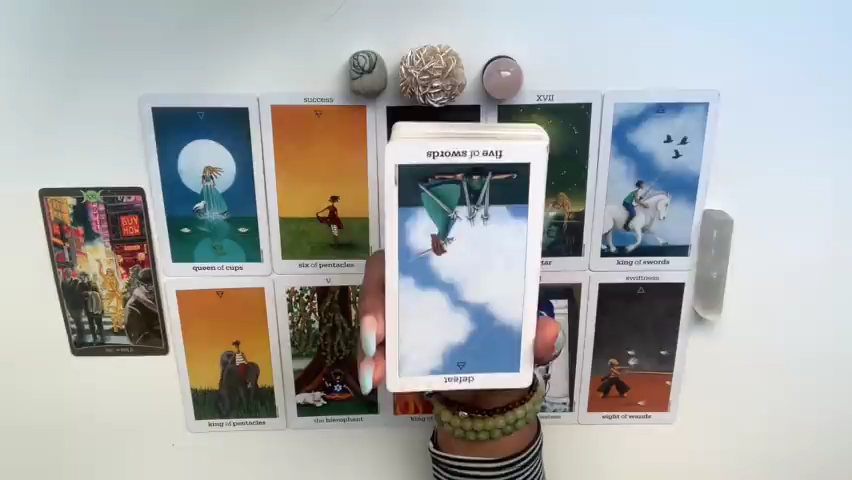 success
XVII
five of swords
BUY
NOW
queen of cups
six of pentacles
king of swords
V
swiftness
defeat
king of pentacles
the hierophant
eight of wands